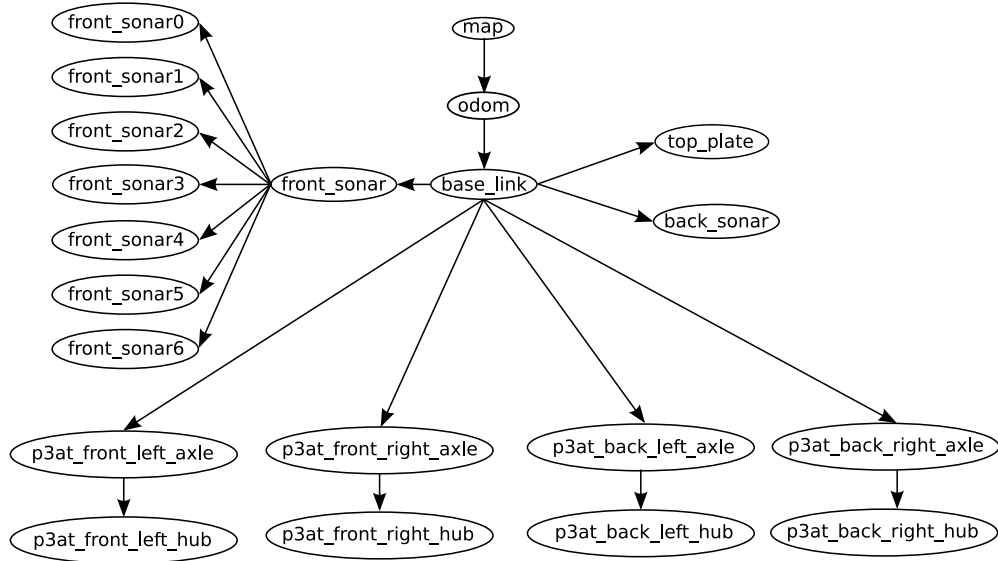 front_sonar0
map
front_sonar1
odom
front_sonar2
top_plate
front_sonar3
front_sonar
base_link
back_sonar
front_sonar4
front_sonar5
front_sonar6
p3at_front_left_axle
p3at_front_right_axle
p3at_back_left_axle
p3at_back_right_axle
p3at_front_left_hub
p3at_front_right_hub
p3at_back_left_hub
p3at_back_right_hub